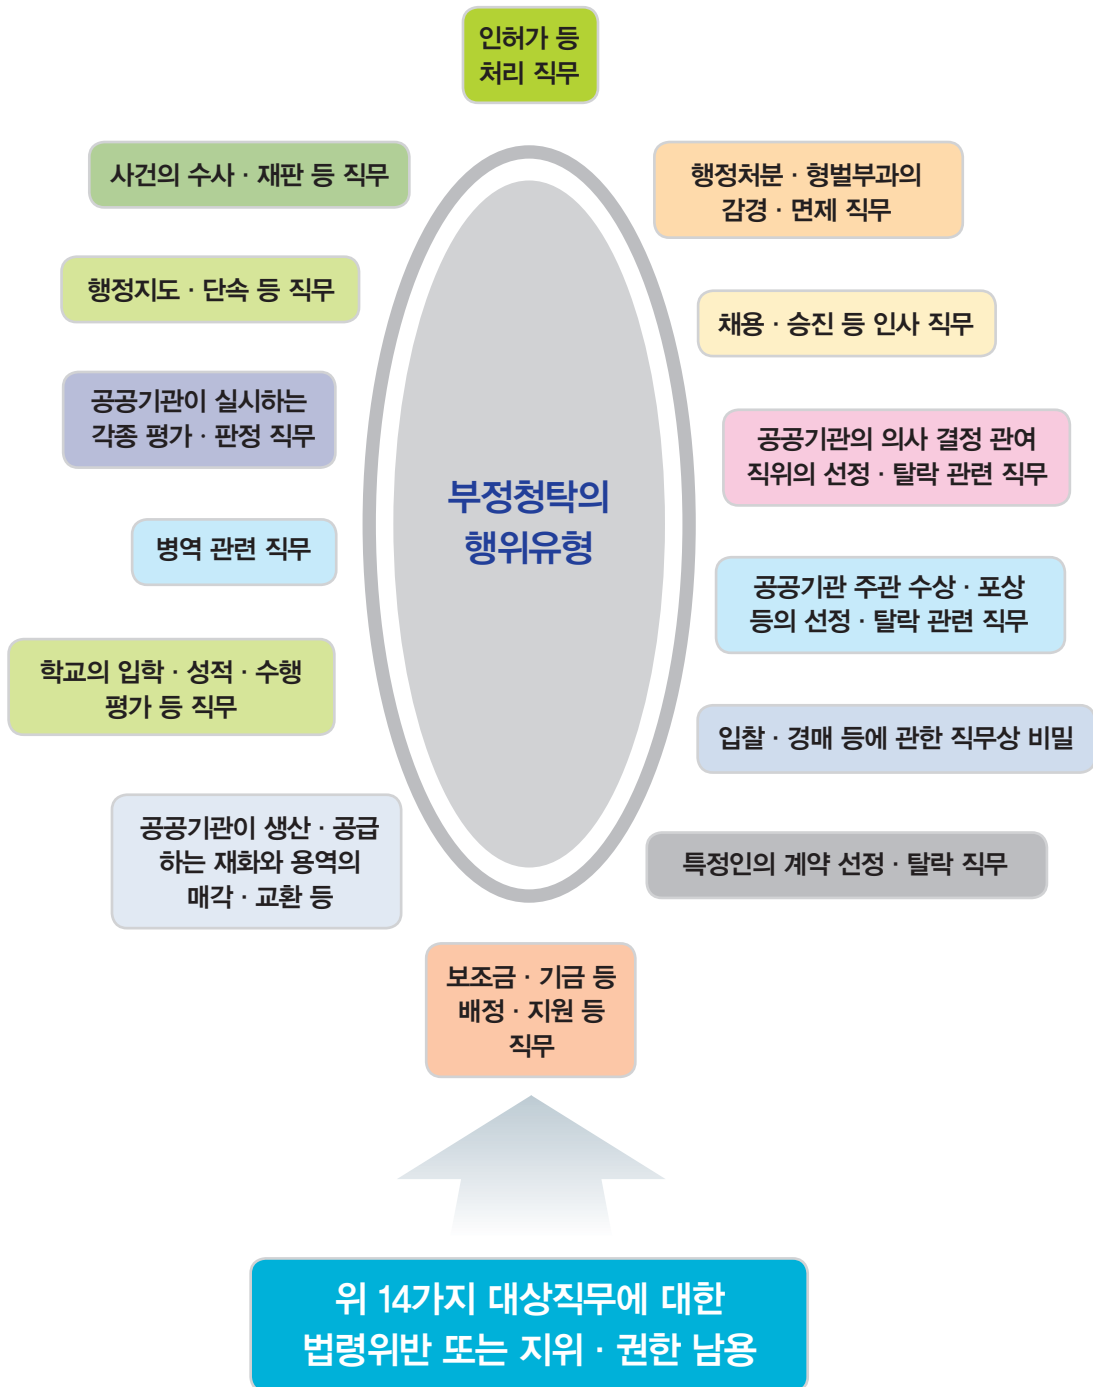 인허가 등
처리 직무
행정처분 · 형벌부과의
감경 · 면제 직무
채용 · 승진 등 인사 직무
공공기관의 의사 결정 관여
직위의 선정 · 탈락 관련 직무
공공기관 주관 수상 · 포상
등의 선정 · 탈락 관련 직무
입찰 · 경매 등에 관한 직무상 비밀
특정인의 계약 선정 · 탈락 직무
보조금 · 기금 등
배정 · 지원 등
직무
공공기관이 생산 · 공급
하는 재화와 용역의
매각 · 교환 등
학교의 입학 · 성적 · 수행
평가 등 직무
병역 관련 직무
공공기관이 실시하는
각종 평가 · 판정 직무
행정지도 · 단속 등 직무
사건의 수사 · 재판 등 직무
부정청탁의
행위유형
위 14가지 대상직무에 대한
법령위반 또는 지위 · 권한 남용